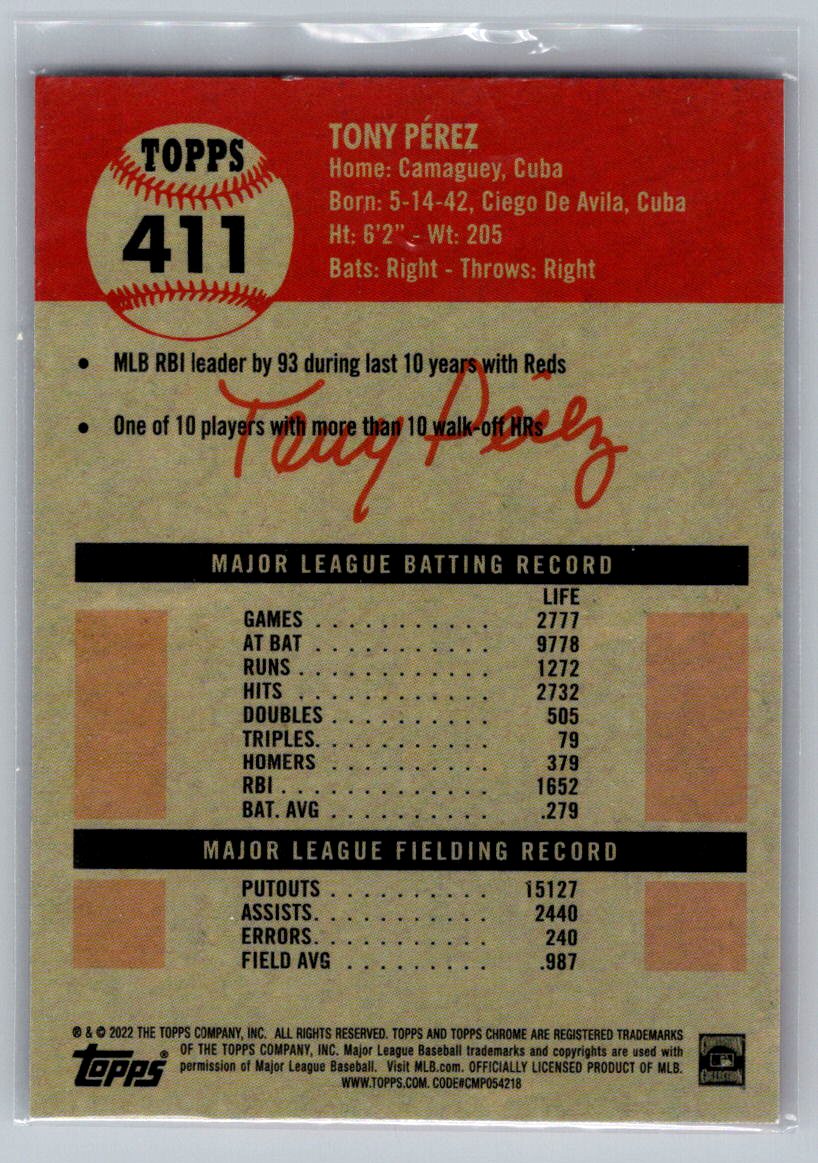 TOPPS
411
TONY PÉREZ
Home: Camaguey, Cuba
Born: 5-14-42, Ciego De Avila, Cuba
Ht: 6'2" - Wt: 205
Bats: Right - Throws: Right
• MLB RBI leader by 93 during last 10 years with Reds
• One of 10 players with more than 10 walk-off HRs
Tony Pérez
MAJOR LEAGUE BATTING RECORD
LIFE
GAMES . . . . . . . . . . . 2777
AT BAT . . . . . . . . . . . 9778
RUNS . . . . . . . . . . . . 1272
HITS . . . . . . . . . . . . 2732
DOUBLES . . . . . . . . . . 505
TRIPLES. . . . . . . . . . . 79
HOMERS . . . . . . . . . . 379
RBI . . . . . . . . . . . . . 1652
BAT. AVG . . . . . . . . . . .279
MAJOR LEAGUE FIELDING RECORD
PUTOUTS . . . . . . . . . . 15127
ASSISTS. . . . . . . . . . . 2440
ERRORS. . . . . . . . . . . 240
FIELD AVG . . . . . . . . . .987
® & © 2022 THE TOPPS COMPANY, INC. ALL RIGHTS RESERVED. TOPPS AND TOPPS CHROME ARE REGISTERED TRADEMARKS
OF THE TOPPS COMPANY, INC. Major League Baseball trademarks and copyrights are used with
permission of Major League Baseball. Visit MLB.com. OFFICIALLY LICENSED PRODUCT OF MLB.
WWW.TOPPS.COM. CODE#CMP054218
topps®
COOPERSTOWN
COLLECTION